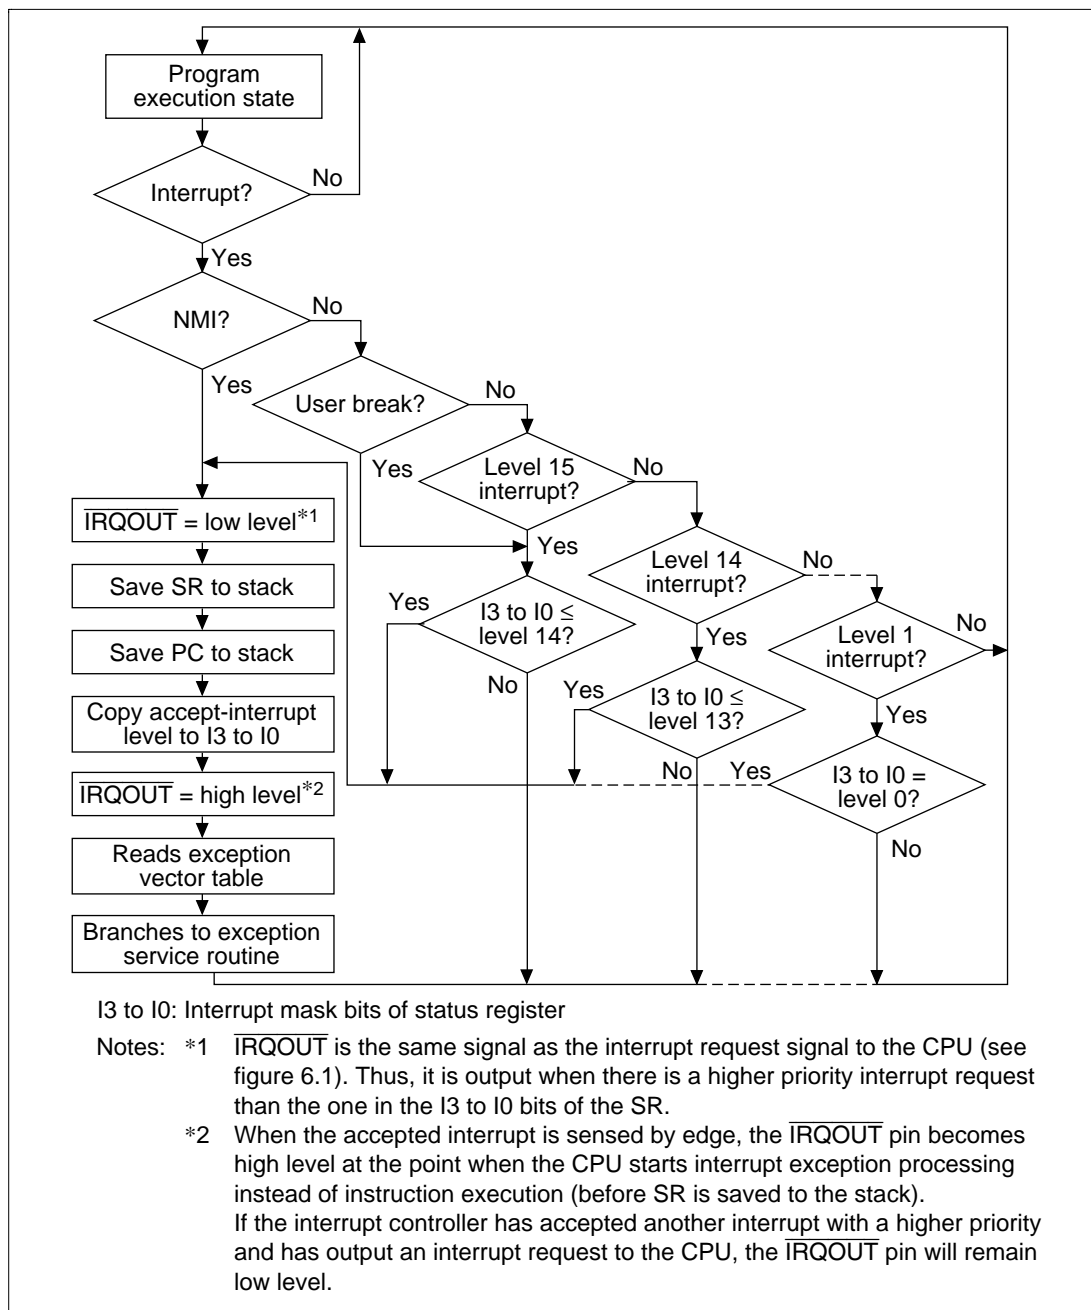 Program
execution state
Interrupt?
No
Yes
NMI?
No
Yes
User break?
No
Yes
Level 15
interrupt?
No
Yes
Level 14
interrupt?
No
Yes
Level 1
interrupt?
No
Yes
I3 to I0 ≤
level 14?
Yes
No
I3 to I0 ≤
level 13?
Yes
No
I3 to I0 =
level 0?
Yes
No
IRQOUT = low level*1
Save SR to stack
Save PC to stack
Copy accept-interrupt
level to I3 to I0
IRQOUT = high level*2
Reads exception
vector table
Branches to exception
service routine
I3 to I0: Interrupt mask bits of status register
Notes: *1 IRQOUT is the same signal as the interrupt request signal to the CPU (see
figure 6.1). Thus, it is output when there is a higher priority interrupt request
than the one in the I3 to I0 bits of the SR.
*2 When the accepted interrupt is sensed by edge, the IRQOUT pin becomes
high level at the point when the CPU starts interrupt exception processing
instead of instruction execution (before SR is saved to the stack).
If the interrupt controller has accepted another interrupt with a higher priority
and has output an interrupt request to the CPU, the IRQOUT pin will remain
low level.